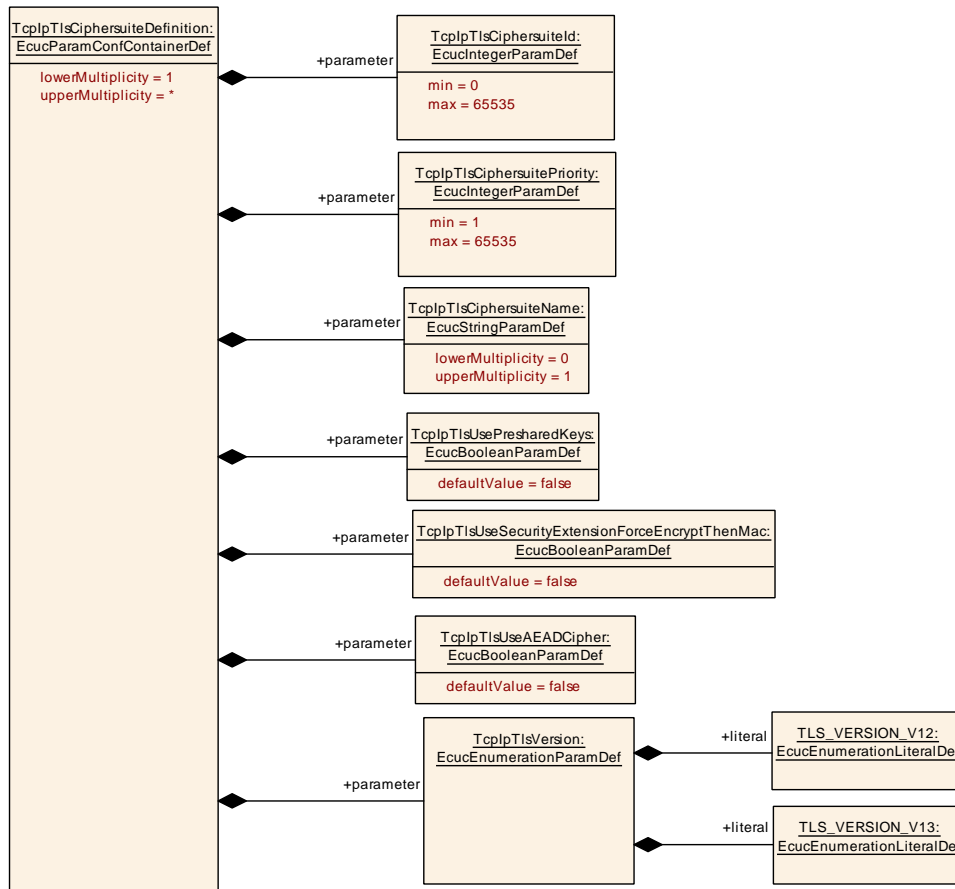 TcpIpTlsCiphersuiteDefinition:
EcucParamConfContainerDef
lowerMultiplicity = 1
upperMultiplicity = *
+parameter
TcpIpTlsCiphersuiteId:
EcucIntegerParamDef
min = 0
max = 65535
+parameter
TcpIpTlsCiphersuitePriority:
EcucIntegerParamDef
min = 1
max = 65535
+parameter
TcpIpTlsCiphersuiteName:
EcucStringParamDef
lowerMultiplicity = 0
upperMultiplicity = 1
+parameter
TcpIpTlsUsePresharedKeys:
EcucBooleanParamDef
defaultValue = false
+parameter
TcpIpTlsUseSecurityExtensionForceEncryptThenMac:
EcucBooleanParamDef
defaultValue = false
+parameter
TcpIpTlsUseAEADCipher:
EcucBooleanParamDef
defaultValue = false
+parameter
TcpIpTlsVersion:
EcucEnumerationParamDef
+literal
TLS_VERSION_V12:
EcucEnumerationLiteralDe
+literal
TLS_VERSION_V13:
EcucEnumerationLiteralDe